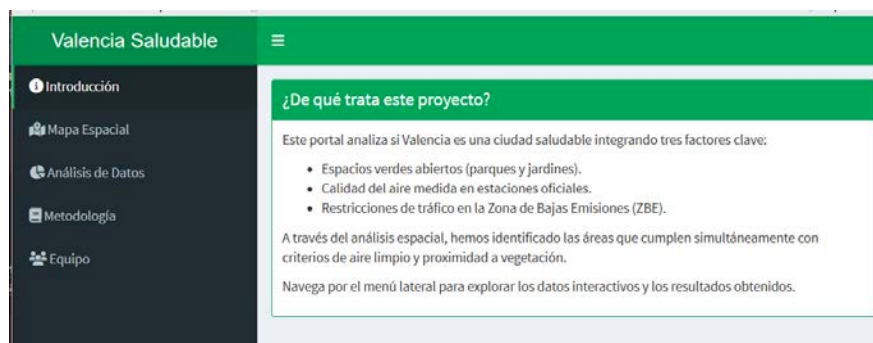 Valencia Saludable
Introducción
Mapa Espacial
Análisis de Datos
Metodología
Equipo
¿De qué trata este proyecto?
Este portal analiza si Valencia es una ciudad saludable integrando tres factores clave:
• Espacios verdes abiertos (parques y jardines).
• Calidad del aire medida en estaciones oficiales.
• Restricciones de tráfico en la Zona de Bajas Emisiones (ZBE).
A través del análisis espacial, hemos identificado las áreas que cumplen simultáneamente con
criterios de aire limpio y proximidad a vegetación.
Navega por el menú lateral para explorar los datos interactivos y los resultados obtenidos.